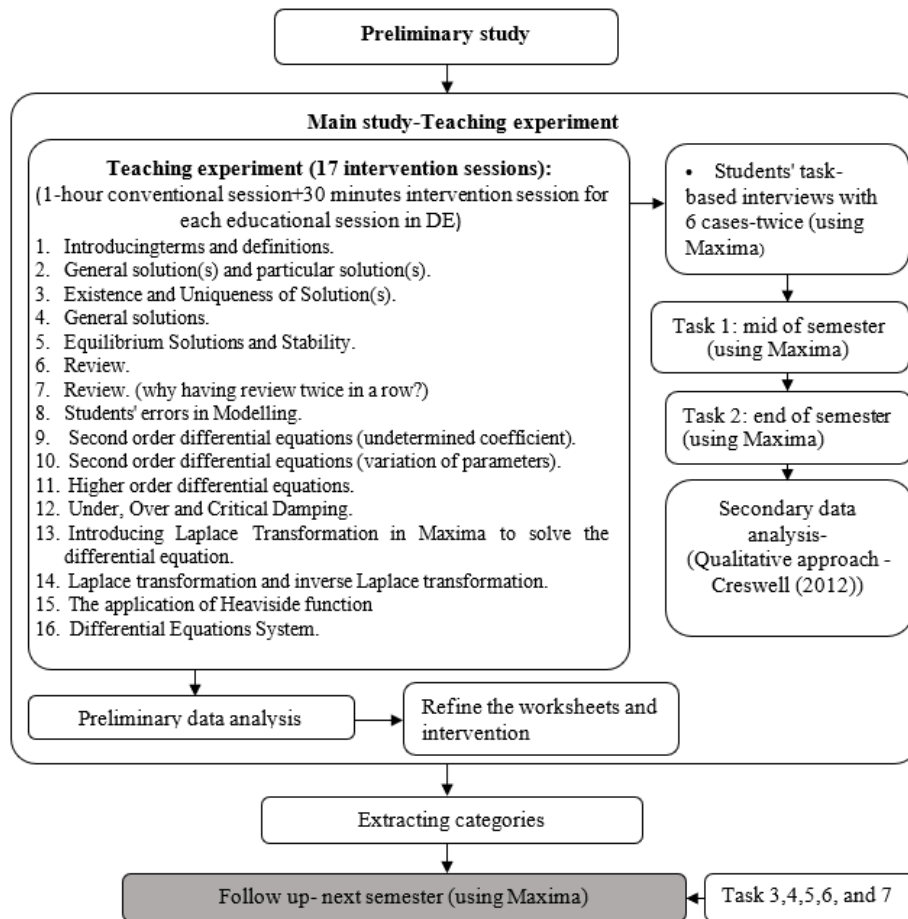 Preliminary study
Main study-Teaching experiment
Teaching experiment (17 intervention sessions):
(1-hour conventional session+30 minutes intervention session for
each educational session in DE)
1. Introducingterms and definitions.
2. General solution(s) and particular solution(s).
3. Existence and Uniqueness of Solution(s).
4. General solutions.
5. Equilibrium Solutions and Stability.
6. Review.
7. Review. (why having review twice in a row?)
8. Students' errors in Modelling.
9. Second order differential equations (undetermined coefficient).
10. Second order differential equations (variation of parameters).
11. Higher order differential equations.
12. Under, Over and Critical Damping.
13. Introducing Laplace Transformation in Maxima to solve the
differential equation.
14. Laplace transformation and inverse Laplace transformation.
15. The application of Heaviside function
16. Differential Equations System.
• Students' task-
based interviews with
6 cases-twice (using
Maxima)
Task 1: mid of semester
(using Maxima)
Task 2: end of semester
(using Maxima)
Secondary data
analysis-
(Qualitative approach -
Creswell (2012))
Preliminary data analysis
Refine the worksheets and
intervention
Extracting categories
Follow up- next semester (using Maxima)
Task 3,4,5,6, and 7